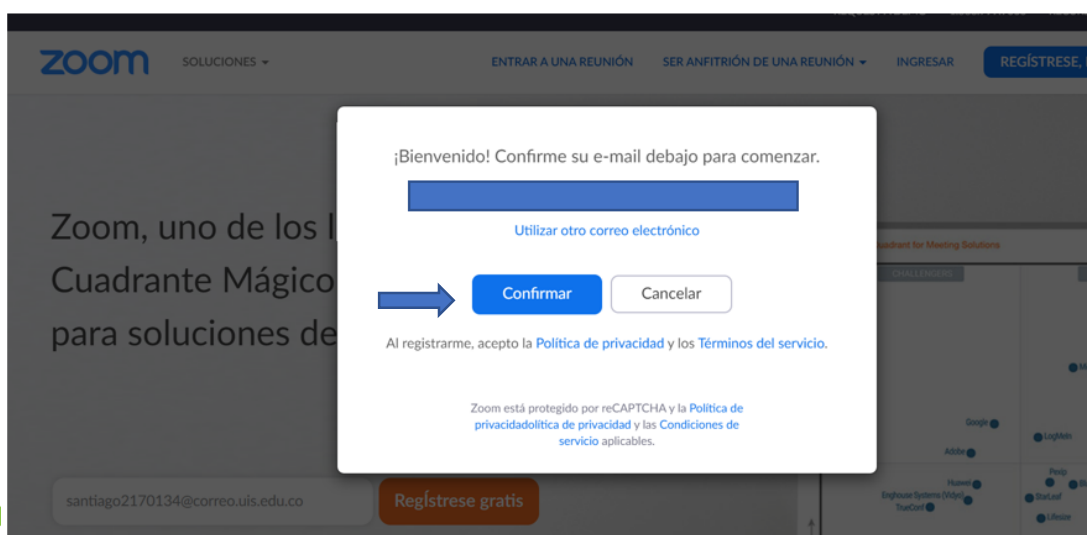 zoom
SOLUCIONES
ENTRAR A UNA REUNIÓN
SER ANFITRIÓN DE UNA REUNIÓN
INGRESAR
REGÍSTRESE,
¡Bienvenido! Confirme su e-mail debajo para comenzar.
Utilizar otro correo electrónico
Confirmar
Cancelar
Al registrarme, acepto la Política de privacidad y los Términos del servicio.
Zoom está protegido por reCAPTCHA y la Política de
privacidadolítica de privacidad y las Condiciones de
servicio aplicables.
Zoom, uno de los l
Cuadrante Mágico
para soluciones de
santiago2170134@correo.uis.edu.co
Regístrese gratis
uadrant for Meeting Solutions
CHALLENGERS
Google
LogMein
Adobe
Pexip
Huawei
Enghouse Systems (Vidyo)
StarLeaf
TrueConf
Lifesize